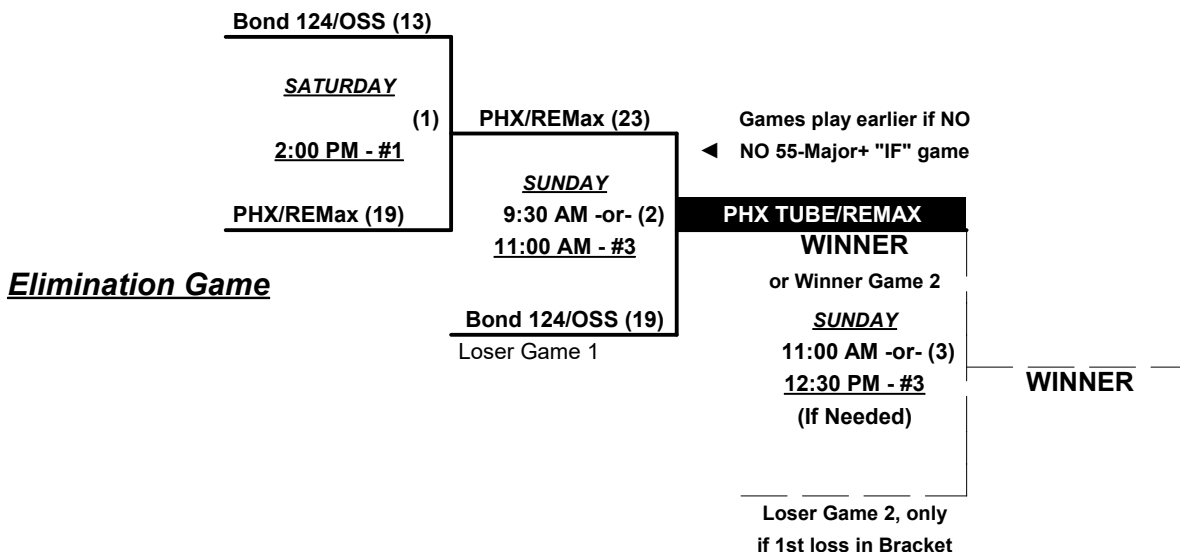 Bond 124/OSS (13)
SATURDAY
(1)
2:00 PM - #1
PHX/REMax (19)
Elimination Game
PHX/REMax (23)
SUNDAY
9:30 AM -or- (2)
11:00 AM - #3
Bond 124/OSS (19)
Loser Game 1
Games play earlier if NO
◄ NO 55-Major+ "IF" game
PHX TUBE/REMAX
WINNER
or Winner Game 2
SUNDAY
11:00 AM -or- (3)
12:30 PM - #3
(If Needed)
Loser Game 2, only
if 1st loss in Bracket
WINNER